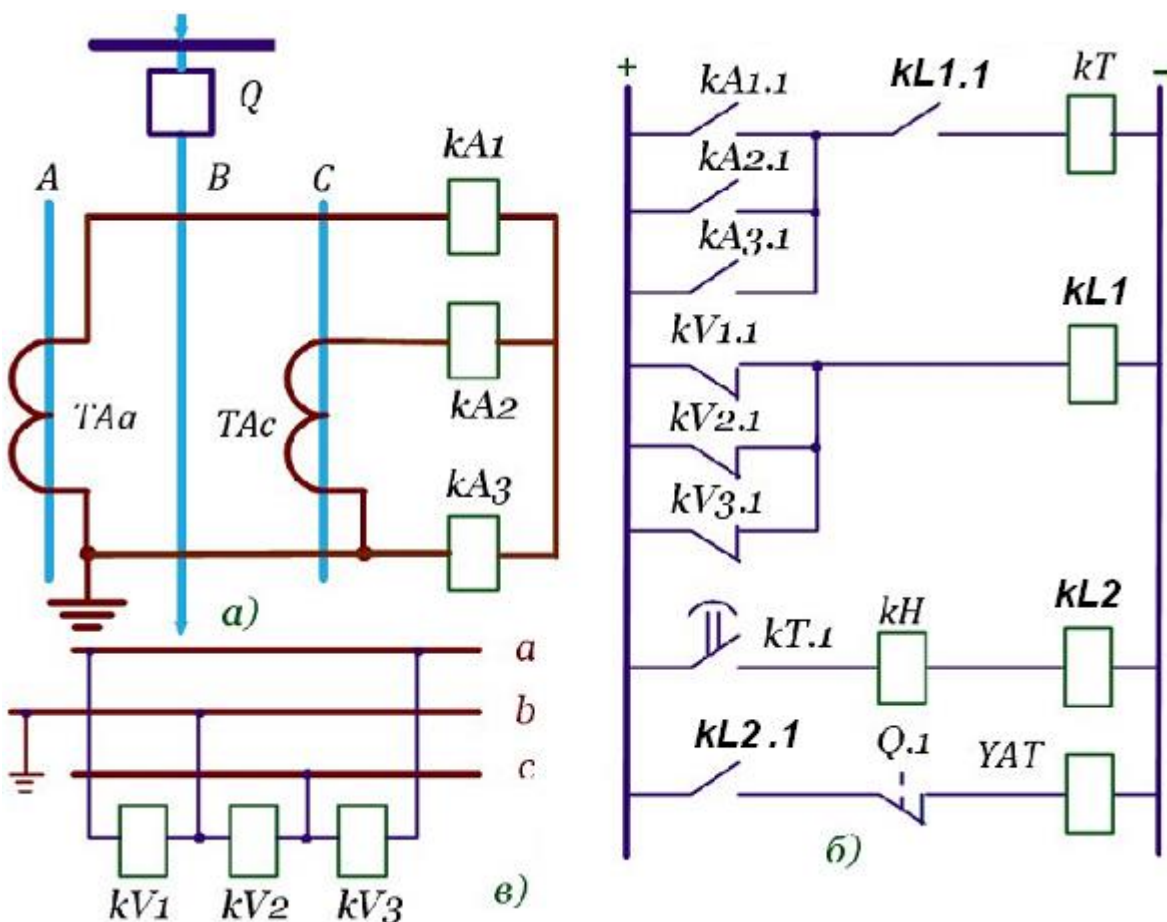 Q
A
B
C
kA1
TAa
TAc
kA2
kA3
а)
a
b
c
kV1
kV2
kV3
в)
+
-
kA1.1
kL1.1
kT
kA2.1
kA3.1
kL1
kV1.1
kV2.1
kV3.1
kT.1
kH
kL2
kL2.1
Q.1
YAT
б)